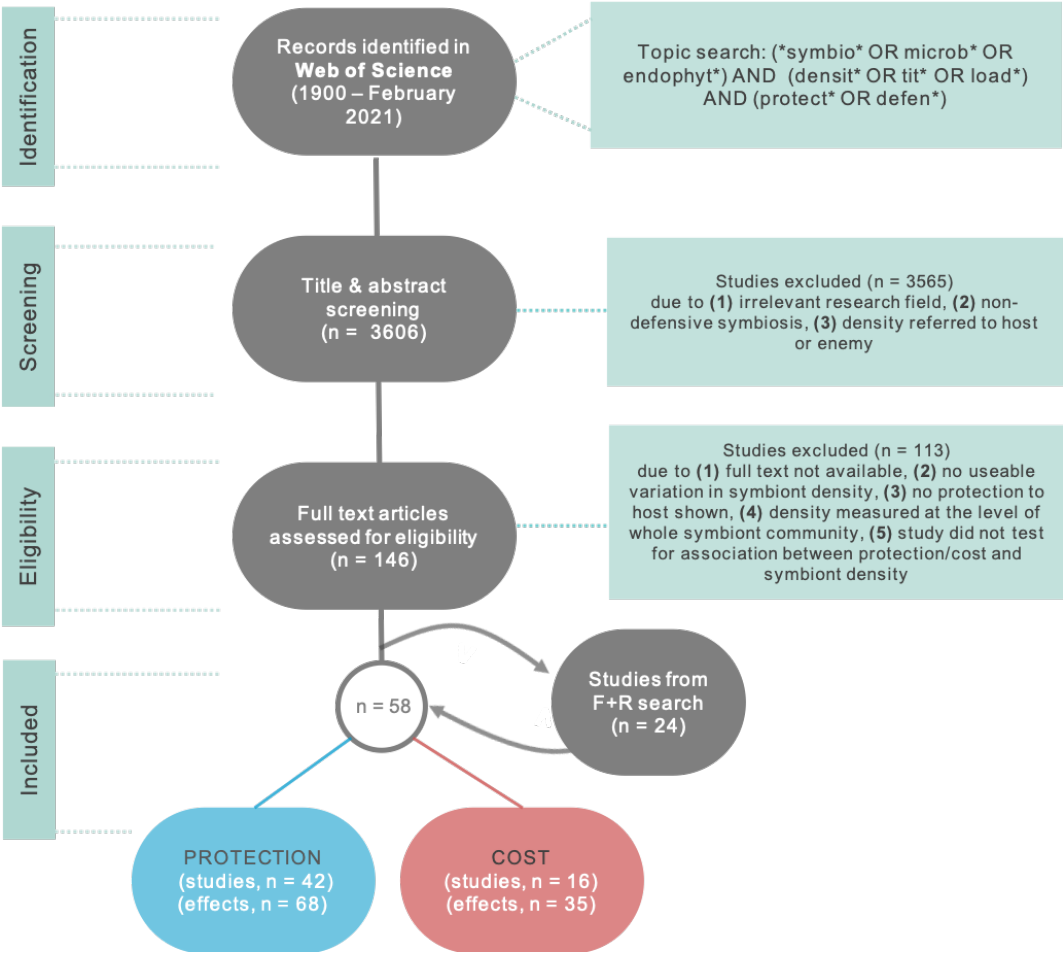 Identification
Records identified in
Web of Science
(1900 – February
2021)
Topic search: (*symbio* OR microb* OR
endophyt*) AND (densit* OR tit* OR load*)
AND (protect* OR defen*)
Screening
Title & abstract
screening
(n = 3606)
Studies excluded (n = 3565)
due to (1) irrelevant research field, (2) non-
defensive symbiosis, (3) density referred to host
or enemy
Eligibility
Full text articles
assessed for eligibility
(n = 146)
Studies excluded (n = 113)
due to (1) full text not available, (2) no useable
variation in symbiont density, (3) no protection to
host shown, (4) density measured at the level of
whole symbiont community, (5) study did not test
for association between protection/cost and
symbiont density
Included
n = 58
Studies from
F+R search
(n = 24)
PROTECTION
(studies, n = 42)
(effects, n = 68)
COST
(studies, n = 16)
(effects, n = 35)